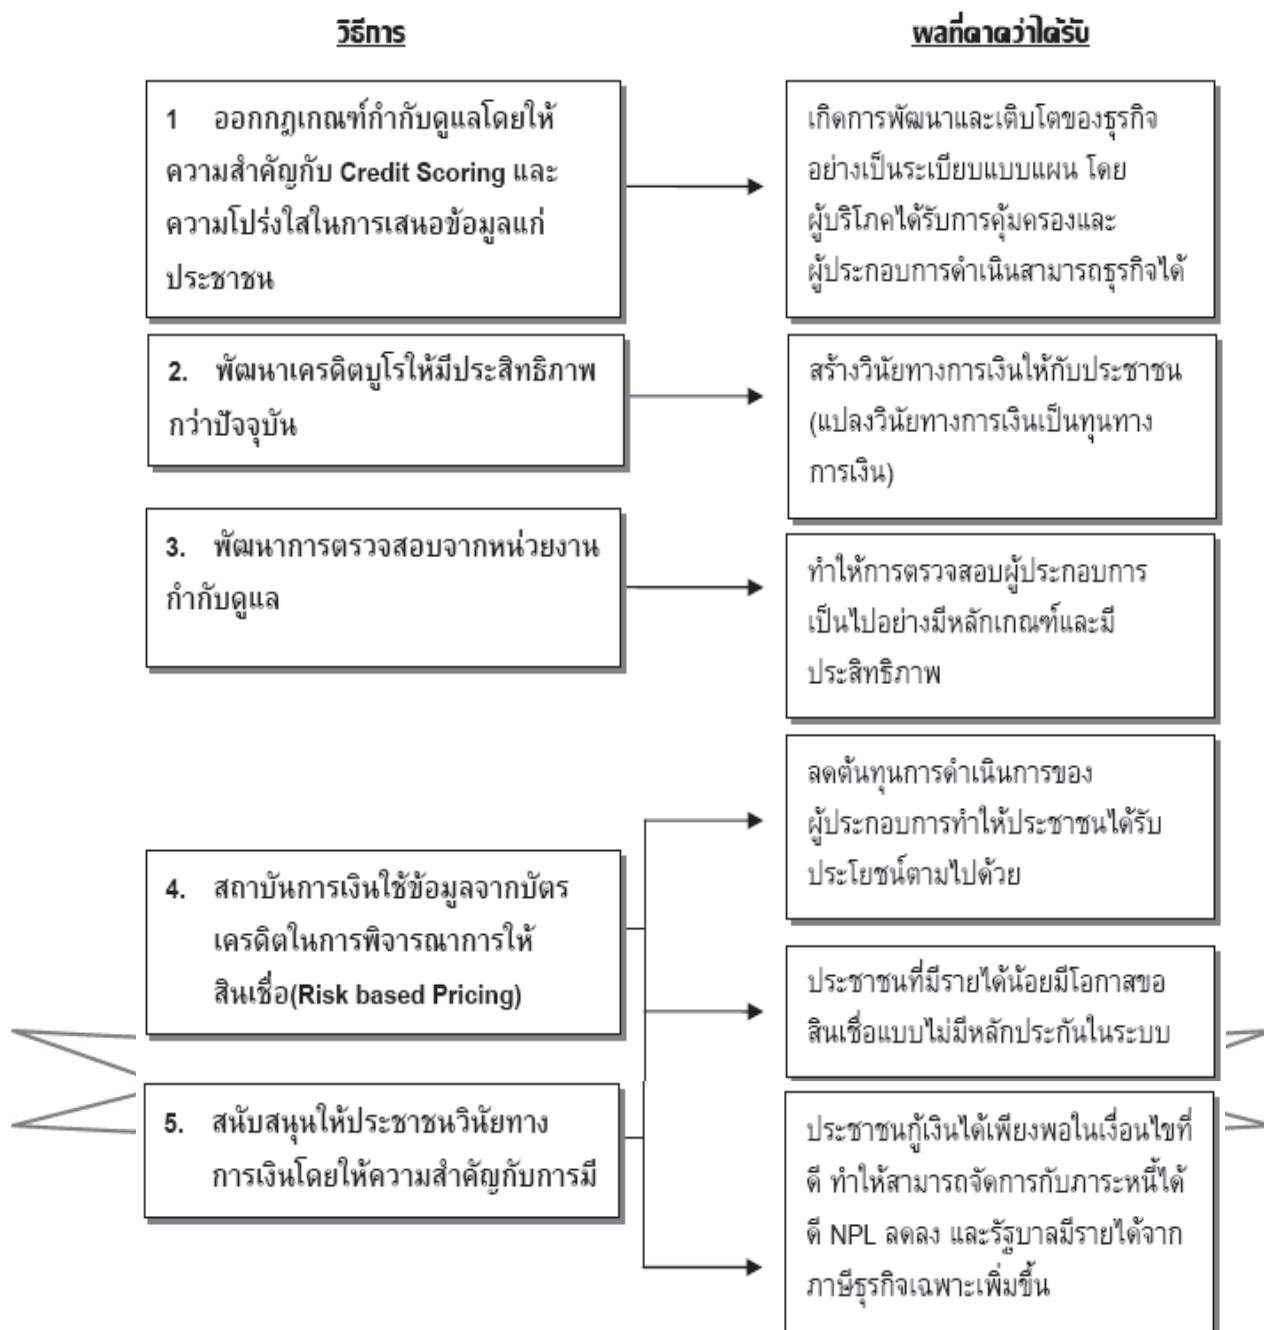 วิธีการ
ผลที่คาดว่าได้รับ
1 ออกกฎเกณฑ์กำกับดูแลโดยให้
ความสำคัญกับ Credit Scoring และ
ความโปร่งใสในการเสนอข้อมูลแก่
ประชาชน
เกิดการพัฒนาและเติบโตของธุรกิจ
อย่างเป็นระเบียบแบบแผน โดย
ผู้บริโภคได้รับการคุ้มครองและ
ผู้ประกอบการดำเนินสามารถธุรกิจได้
2. พัฒนาเครดิตบูโรให้มีประสิทธิภาพ
กว่าปัจจุบัน
สร้างวินัยทางการเงินให้กับประชาชน
(แปลงวินัยทางการเงินเป็นทุนทาง
การเงิน)
3. พัฒนาการตรวจสอบจากหน่วยงาน
กำกับดูแล
ทำให้การตรวจสอบผู้ประกอบการ
เป็นไปอย่างมีหลักเกณฑ์และมี
ประสิทธิภาพ
4. สถาบันการเงินใช้ข้อมูลจากบัตร
เครดิตในการพิจารณาการให้
สินเชื่อ(Risk based Pricing)
ลดต้นทุนการดำเนินการของ
ผู้ประกอบการทำให้ประชาชนได้รับ
ประโยชน์ตามไปด้วย
ประชาชนที่มีรายได้น้อยมีโอกาสขอ
สินเชื่อแบบไม่มีหลักประกันในระบบ
5. สนับสนุนให้ประชาชนวินัยทาง
การเงินโดยให้ความสำคัญกับการมี
ประชาชนกู้เงินได้เพียงพอในเงื่อนไขที่
ดี ทำให้สามารถจัดการกับภาระหนี้ได้
ดี NPL ลดลง และรัฐบาลมีรายได้จาก
ภาษีธุรกิจเฉพาะเพิ่มขึ้น